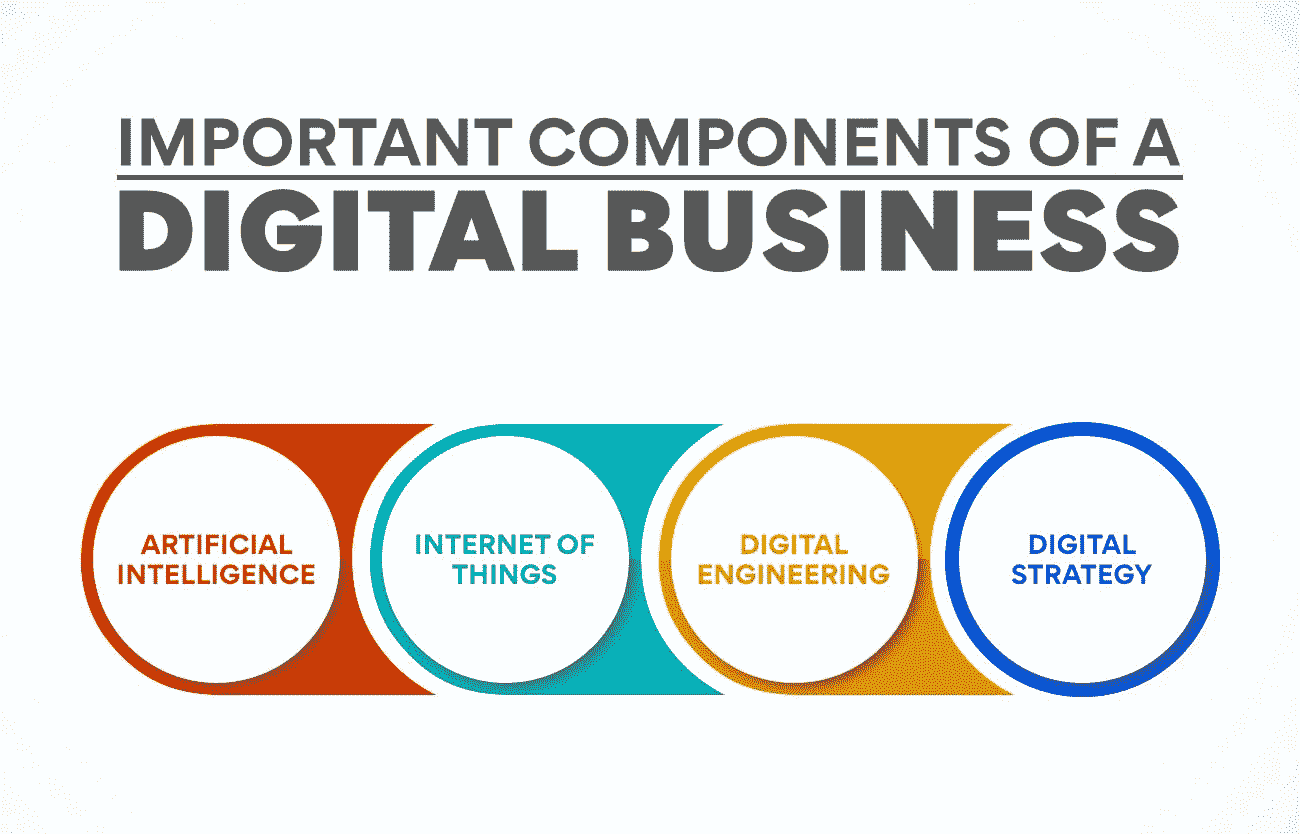 IMPORTANT COMPONENTS OF A
DIGITAL BUSINESS
ARTIFICIAL
INTELLIGENCE
INTERNET OF
THINGS
DIGITAL
ENGINEERING
DIGITAL
STRATEGY